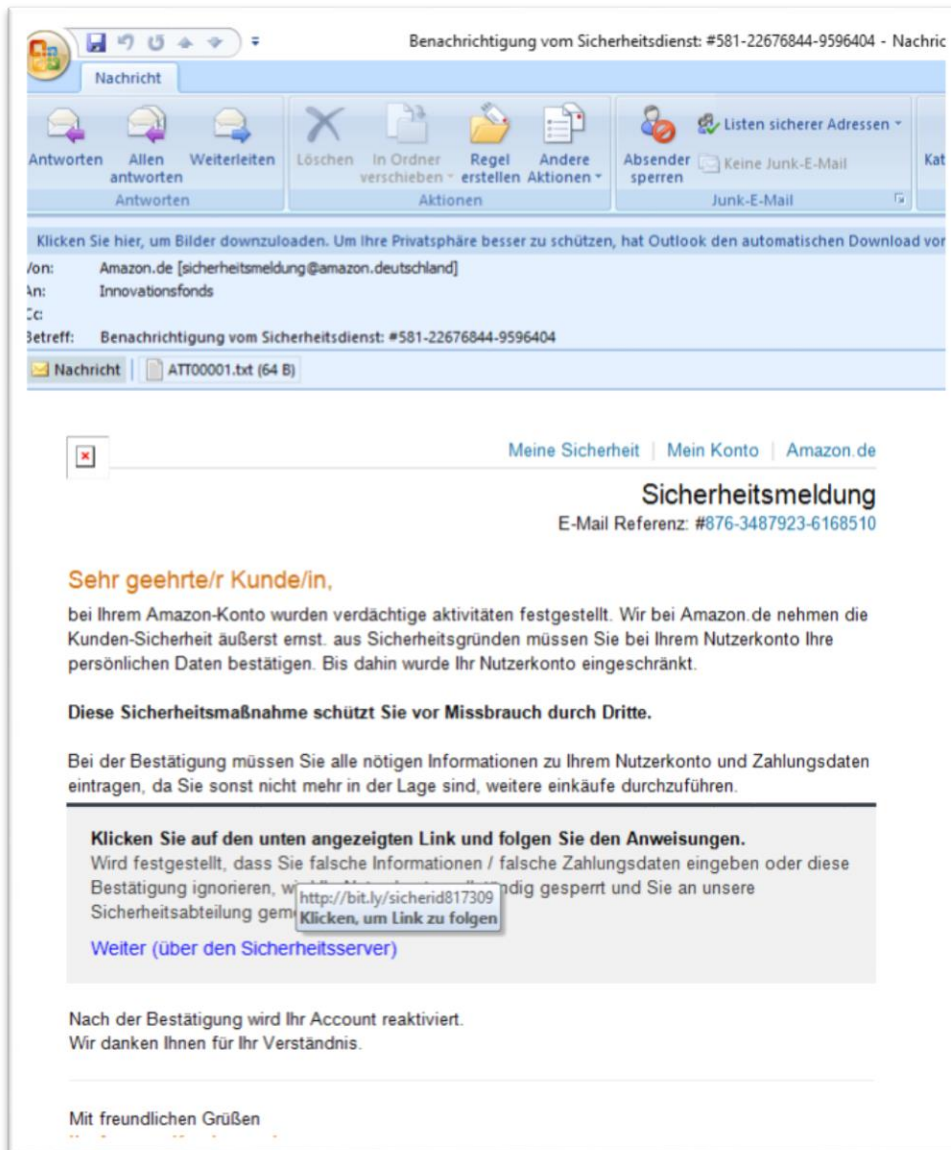 Benachrichtigung vom Sicherheitsdienst: #581-22676844-9596404 - Nachric
Nachricht
Antworten
Allen antworten
Weiterleiten
Löschen
In Ordner verschieben
Regel erstellen
Andere Aktionen
Absender sperren
Listen sicherer Adressen
Keine Junk-E-Mail
Kat
Antworten
Aktionen
Junk-E-Mail
Klicken Sie hier, um Bilder downzuloaden. Um Ihre Privatsphäre besser zu schützen, hat Outlook den automatischen Download vor
Von: Amazon.de [sicherheitsmeldung@amazon.deutschland]
An: Innovationsfonds
Cc:
Betreff: Benachrichtigung vom Sicherheitsdienst: #581-22676844-9596404
Nachricht ATT00001.txt (64 B)
Meine Sicherheit | Mein Konto | Amazon.de
Sicherheitsmeldung
E-Mail Referenz: #876-3487923-6168510
Sehr geehrte/r Kunde/in,
bei Ihrem Amazon-Konto wurden verdächtige aktivitäten festgestellt. Wir bei Amazon.de nehmen die
Kunden-Sicherheit äußerst ernst. aus Sicherheitsgründen müssen Sie bei Ihrem Nutzerkonto Ihre
persönlichen Daten bestätigen. Bis dahin wurde Ihr Nutzerkonto eingeschränkt.
Diese Sicherheitsmaßnahme schützt Sie vor Missbrauch durch Dritte.
Bei der Bestätigung müssen Sie alle nötigen Informationen zu Ihrem Nutzerkonto und Zahlungsdaten
eintragen, da Sie sonst nicht mehr in der Lage sind, weitere einkäufe durchzuführen.
Klicken Sie auf den unten angezeigten Link und folgen Sie den Anweisungen.
Wird festgestellt, dass Sie falsche Informationen / falsche Zahlungsdaten eingeben oder diese
Bestätigung ignorieren, gesperrt und Sie an unsere
Sicherheitsabteilung
http://bit.ly/sicherid817309
Klicken, um Link zu folgen
Weiter (über den Sicherheitsserver)
Nach der Bestätigung wird Ihr Account reaktiviert.
Wir danken Ihnen für Ihr Verständnis.
Mit freundlichen Grüßen